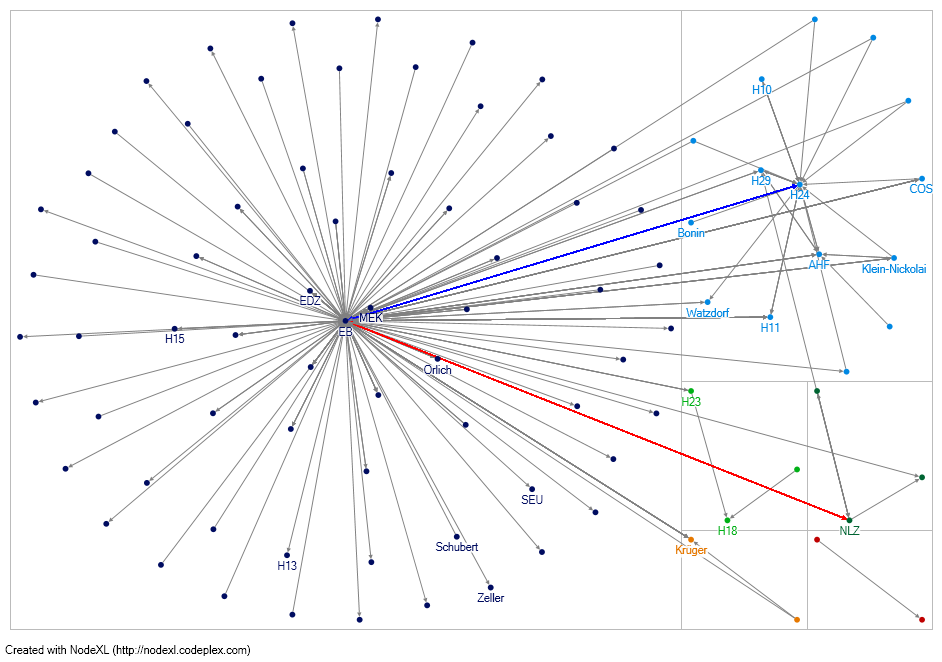 H10
H29
H24
COS
Bonin
AHF
Klein-Nickolai
EDZ
Watzdorf
MEK
H11
EB
H15
Orlich
H23
SEU
H18
NLZ
Schubert
Krüger
H13
Zeller
Created with NodeXL (http://nodexl.codeplex.com)